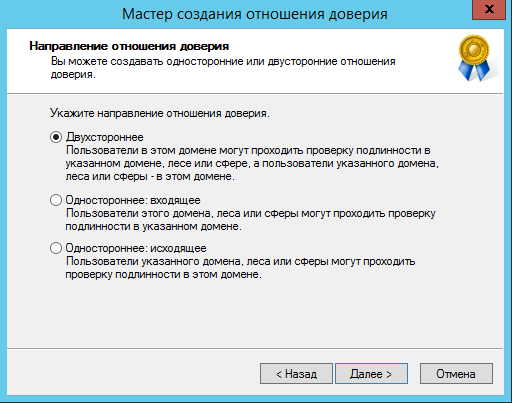 Мастер создания отношения доверия
x
Направление отношения доверия
Вы можете создавать односторонние или двусторонние отношения
доверия.
Укажите направление отношения доверия.
Двухстороннее
Пользователи в этом домене могут проходить проверку подлинности в
указанном домене, лесе или сфере, а пользователи указанного домена,
леса или сферы - в этом домене.
Одностороннее: входящее
Пользователи этого домена, леса или сферы могут проходить проверку
подлинности в указанном домене.
Одностороннее: исходящее
Пользователи указанного домена, леса или сферы могут проходить
проверку подлинности в этом домене.
< Назад
Далее >
Отмена